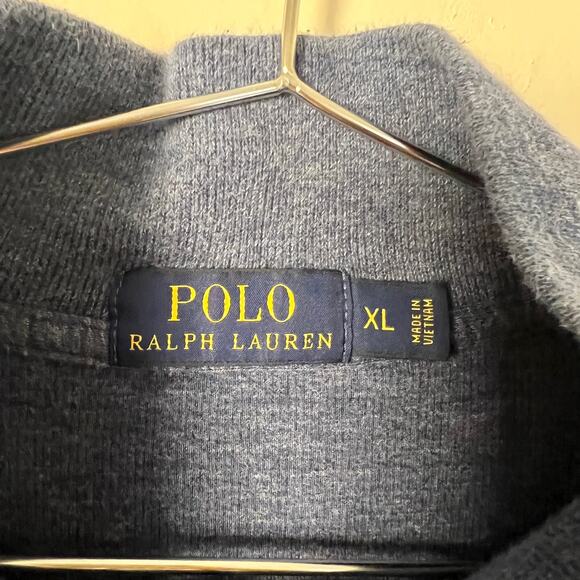 POLO
RALPH LAUREN
XL
MADE IN
VIETNAM